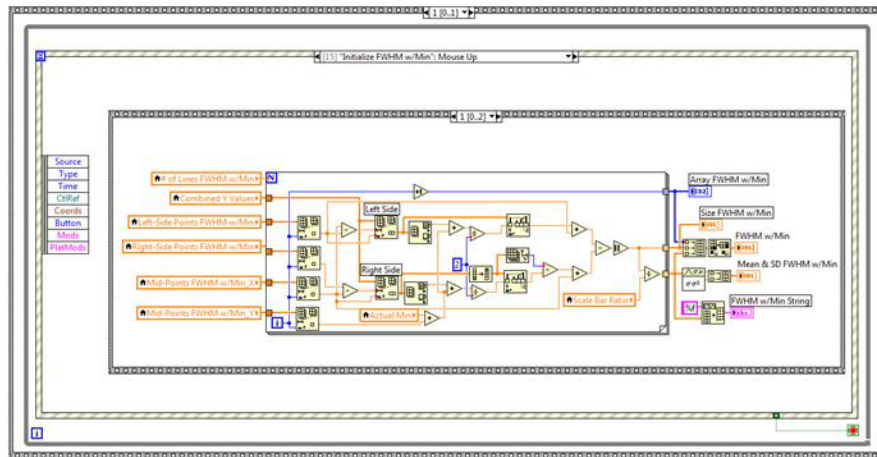 1 [0..1]
[15] "Initialize FWHM w/Min": Mouse Up
1 [0..2]
Source
Type
Time
CtlRef
Coords
Button
Mods
PlatMods
# of Lines FWHM w/Min
N
Combined Y Values
Left-Side Points FWHM w/Min
Right-Side Points FWHM w/Min
Mid-Points FWHM w/Min_X
Mid-Points FWHM w/Min_Y
i
Left Side
Right Side
2
Actual Min
Scale Bar Ratio
Array FWHM w/Min
Size FWHM w/Min
FWHM w/Min
Mean & SD FWHM w/Min
%f
FWHM w/Min String
i